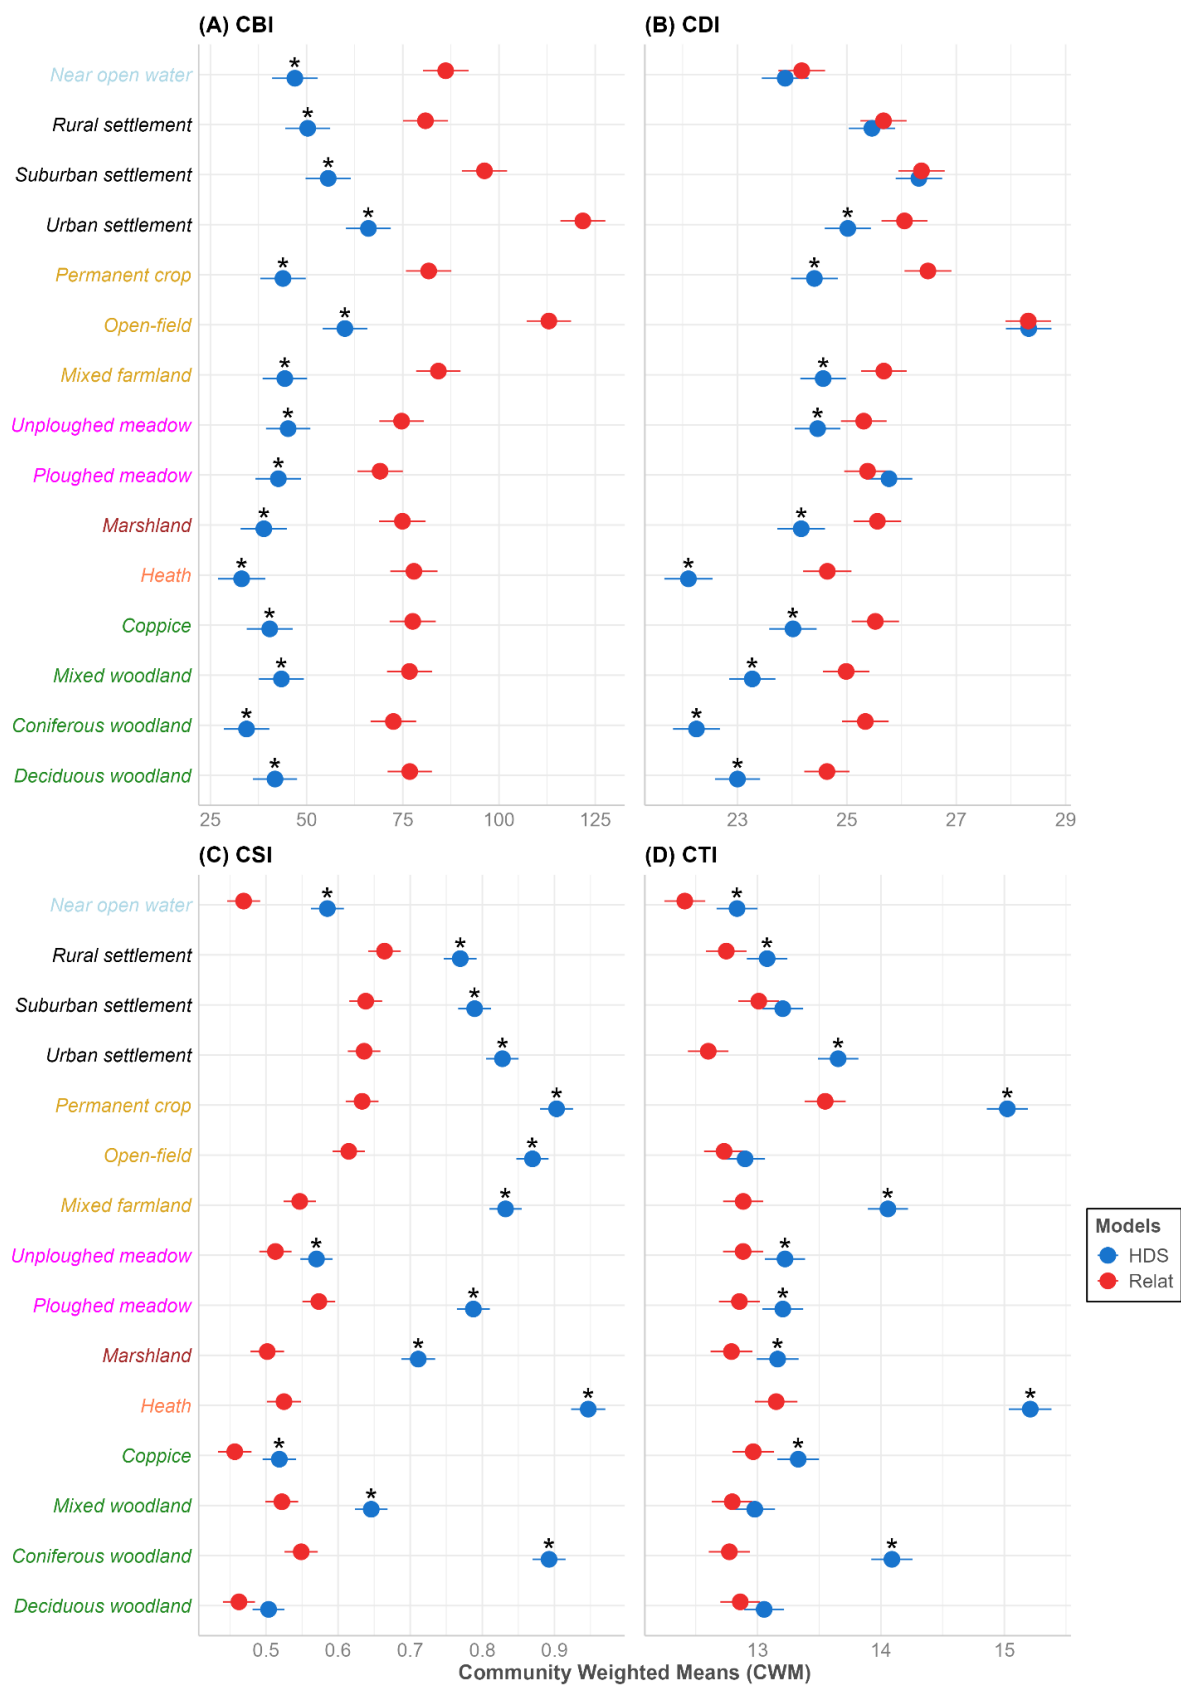 (A) CBI
(B) CDI
Near open water
Rural settlement
Suburban settlement
Urban settlement
Permanent crop
Open-field
Mixed farmland
Unploughed meadow
Ploughed meadow
Marshland
Heath
Coppice
Mixed woodland
Coniferous woodland
Deciduous woodland
25 50 75 100 125
23 25 27 29
(C) CSI
(D) CTI
Near open water
Rural settlement
Suburban settlement
Urban settlement
Permanent crop
Open-field
Mixed farmland
Unploughed meadow
Ploughed meadow
Marshland
Heath
Coppice
Mixed woodland
Coniferous woodland
Deciduous woodland
0.5 0.6 0.7 0.8 0.9
13 14 15
Community Weighted Means (CWM)
Models
HDS
Relat